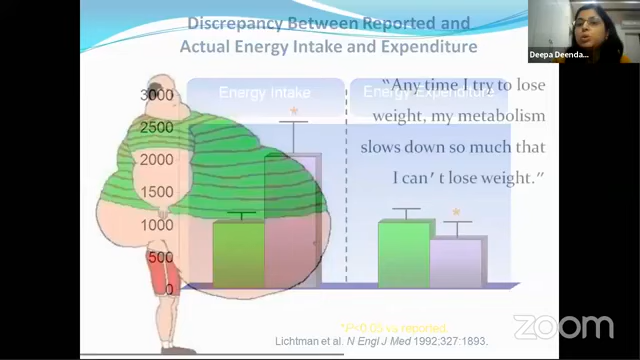 Discrepancy Between Reported and
Actual Energy Intake and Expenditure
Deepa Deenda...
Energy Intake
Energy Expenditure
"Any time I try to lose
weight, my metabolism
slows down so much that
I can't lose weight."
3000
2500
2000
1500
1000
500
0
*
*
*P<0.05 vs reported.
Lichtman et al. N Engl J Med 1992;327:1893.
zoom